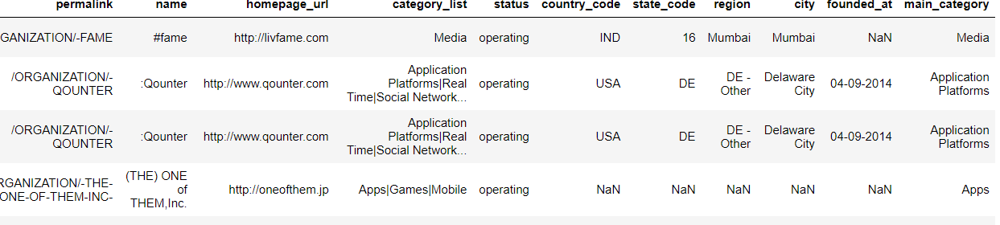 permalink name homepage_url category_list status country_code state_code region city founded_at main_category
GANIZATION/-FAME #fame http://livfame.com Media operating IND 16 Mumbai Mumbai NaN Media
/ORGANIZATION/-QOUNTER :Qounter http://www.qounter.com Application Platforms|Real Time|Social Network... operating USA DE DE - Other Delaware City 04-09-2014 Application Platforms
/ORGANIZATION/-QOUNTER :Qounter http://www.qounter.com Application Platforms|Real Time|Social Network... operating USA DE DE - Other Delaware City 04-09-2014 Application Platforms
RGANIZATION/-THE-ONE-OF-THEM-INC- (THE) ONE of THEM,Inc. http://oneofthem.jp Apps|Games|Mobile operating NaN NaN NaN NaN NaN Apps